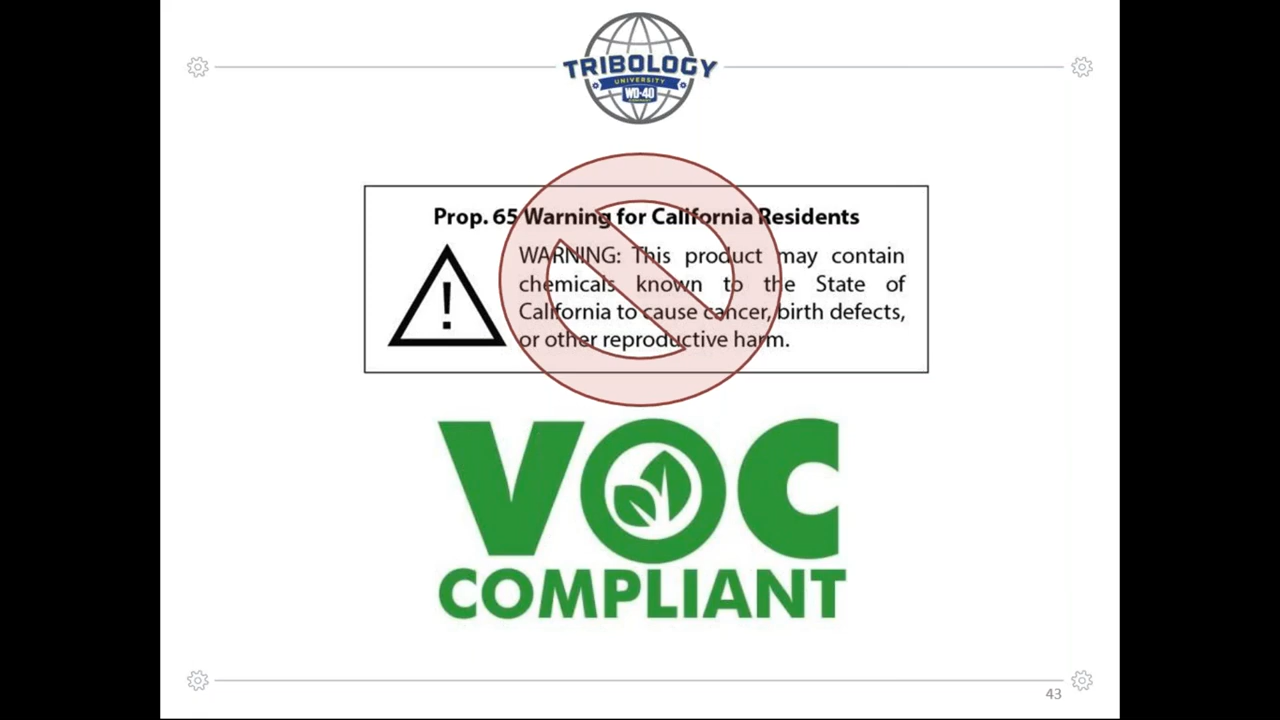 TRIBOLOGY
UNIVERSITY
WD-40
Prop. 65 Warning for California Residents
!
WARNING: This product may contain
chemicals known to the State of
California to cause cancer, birth defects,
or other reproductive harm.
VOC
COMPLIANT
43